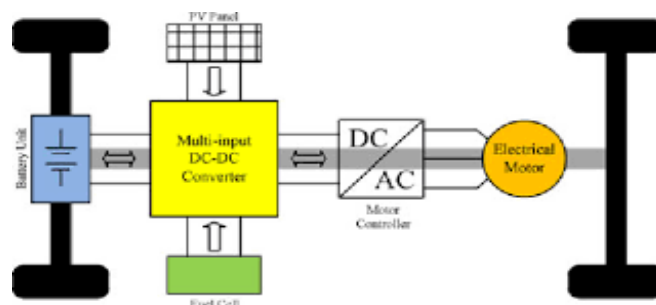 PV Panel
Battery Unit
Multi-input
DC-DC
Converter
DC
AC
Motor
Controller
Electrical
Motor
Fuel Cell